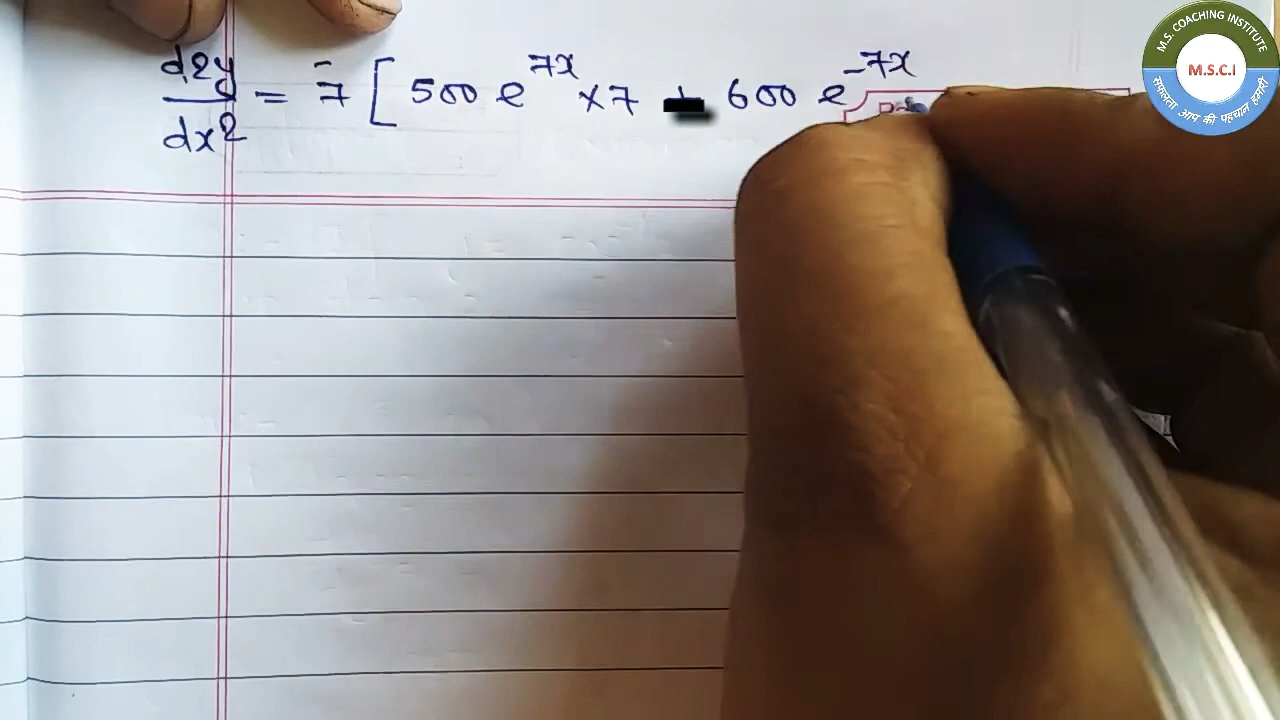 d2y/dx2 = -7 [ 500 e^7x ×7 - 600 e^-7x
M.S. COACHING INSTITUTE
M.S.C.I
सफलता आप की पहचान हमारी